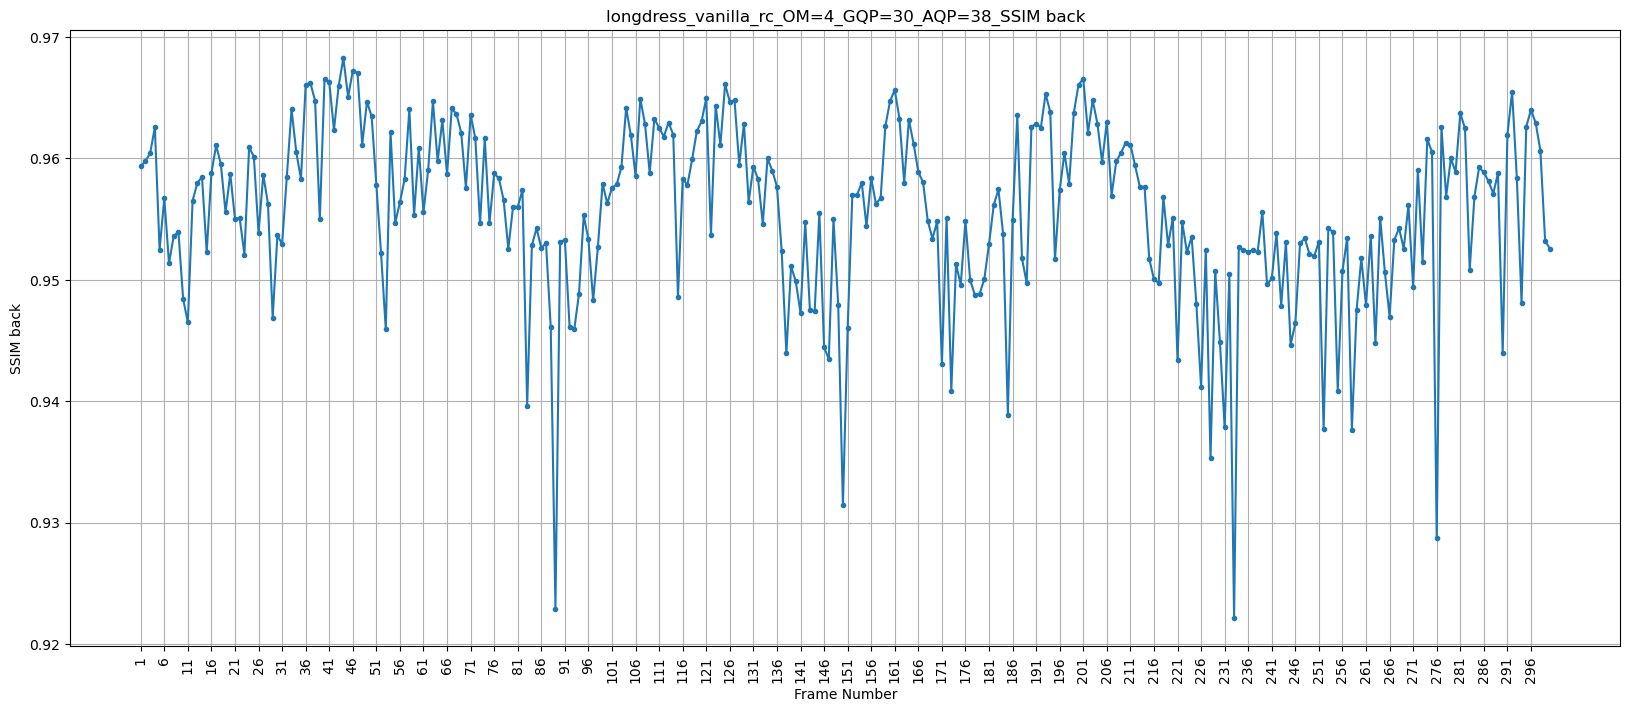 longdress_vanilla_rc_OM=4_GQP=30_AQP=38_SSIM back
0.97
0.96
0.95
0.94
0.93
0.92
SSIM back
1 6 11 16 21 26 31 36 41 46 51 56 61 66 71 76 81 86 91 96 101 106 111 116 121 126 131 136 141 146 151 156 161 166 171 176 181 186 191 196 201 206 211 216 221 226 231 236 241 246 251 256 261 266 271 276 281 286 291 296
Frame Number